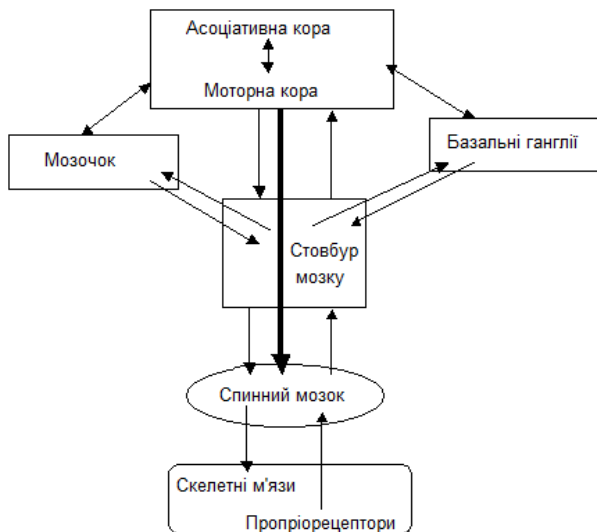 Асоціативна кора
Моторна кора
Мозочок
Базальні ганглії
Стовбур
мозку
Спинний мозок
Скелетні м'язи
Пропріорецептори